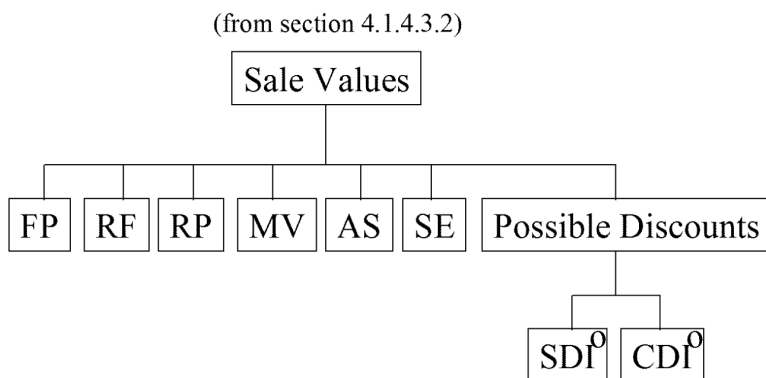 (from section 4.1.4.3.2)
Sale Values
FP RF RP MV AS SE Possible Discounts
SDI° CDI°